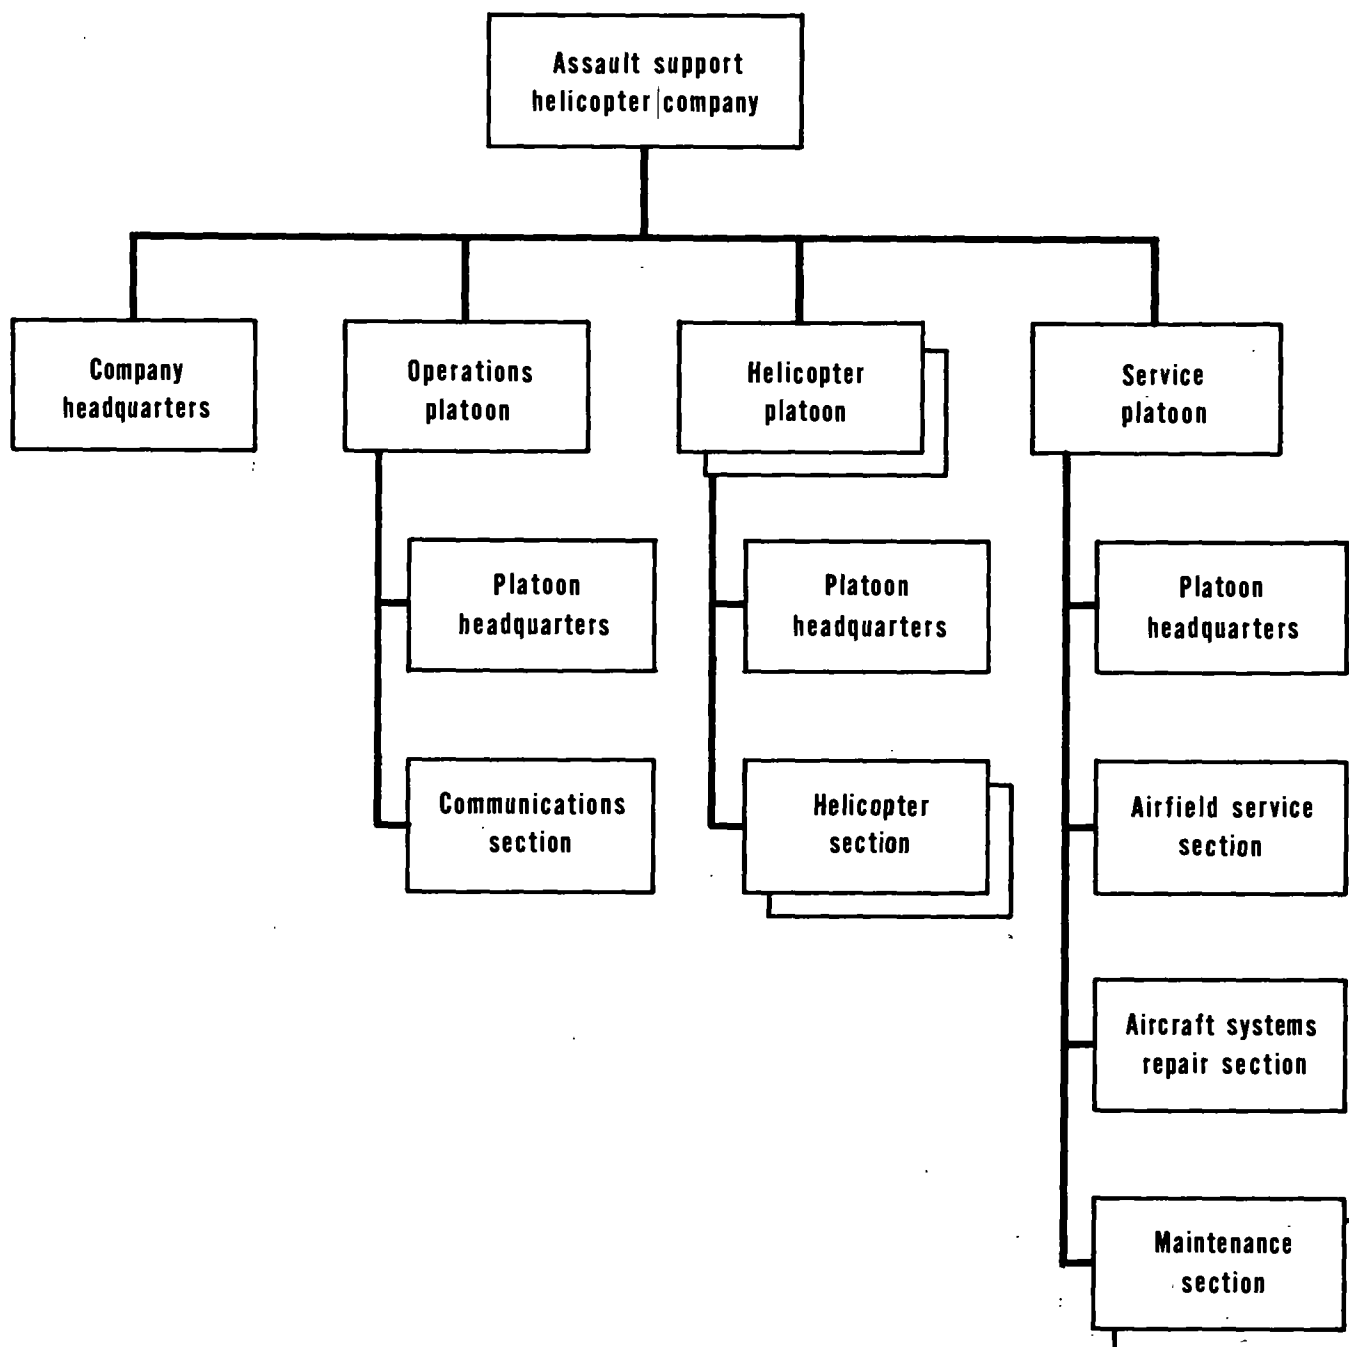 Assault support
helicopter company
Company
headquarters
Operations
platoon
Helicopter
platoon
Service
platoon
Platoon
headquarters
Platoon
headquarters
Platoon
headquarters
Communications
section
Helicopter
section
Airfield service
section
Aircraft systems
repair section
Maintenance
section